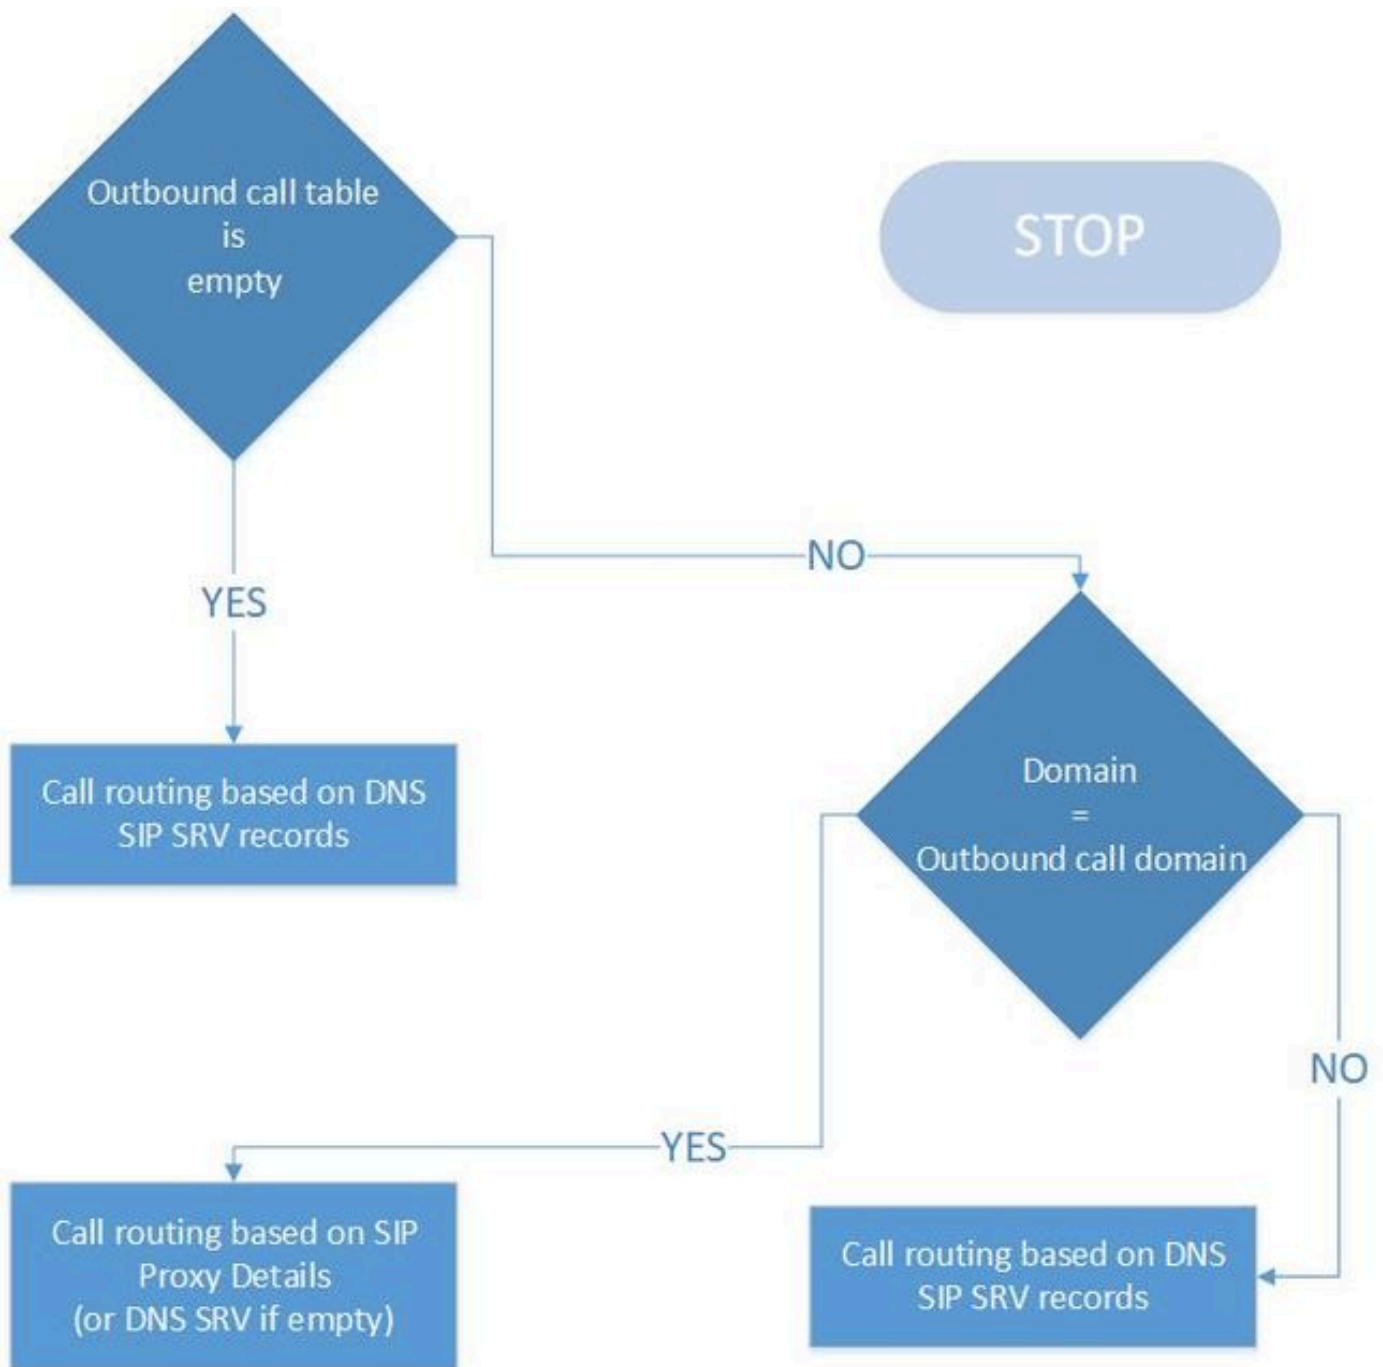 Outbound call table
is
empty
STOP
NO
YES
Call routing based on DNS
SIP SRV records
Domain
=
Outbound call domain
NO
YES
Call routing based on SIP
Proxy Details
(or DNS SRV if empty)
Call routing based on DNS
SIP SRV records